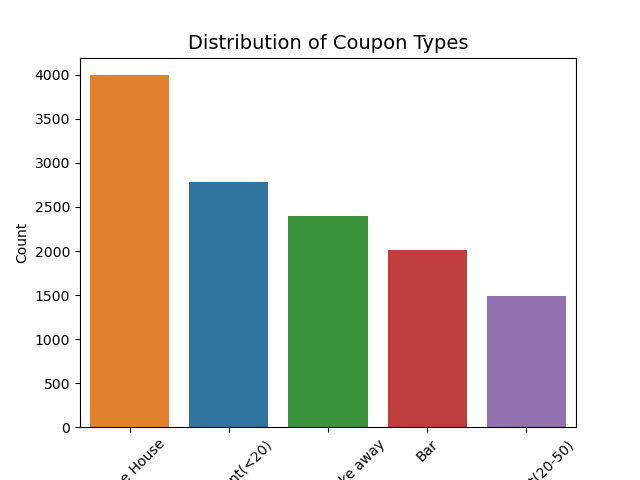 Distribution of Coupon Types
Count
4000
3500
3000
2500
2000
1500
1000
500
0
e House
nt(<20)
ke away
Bar
t(20-50)